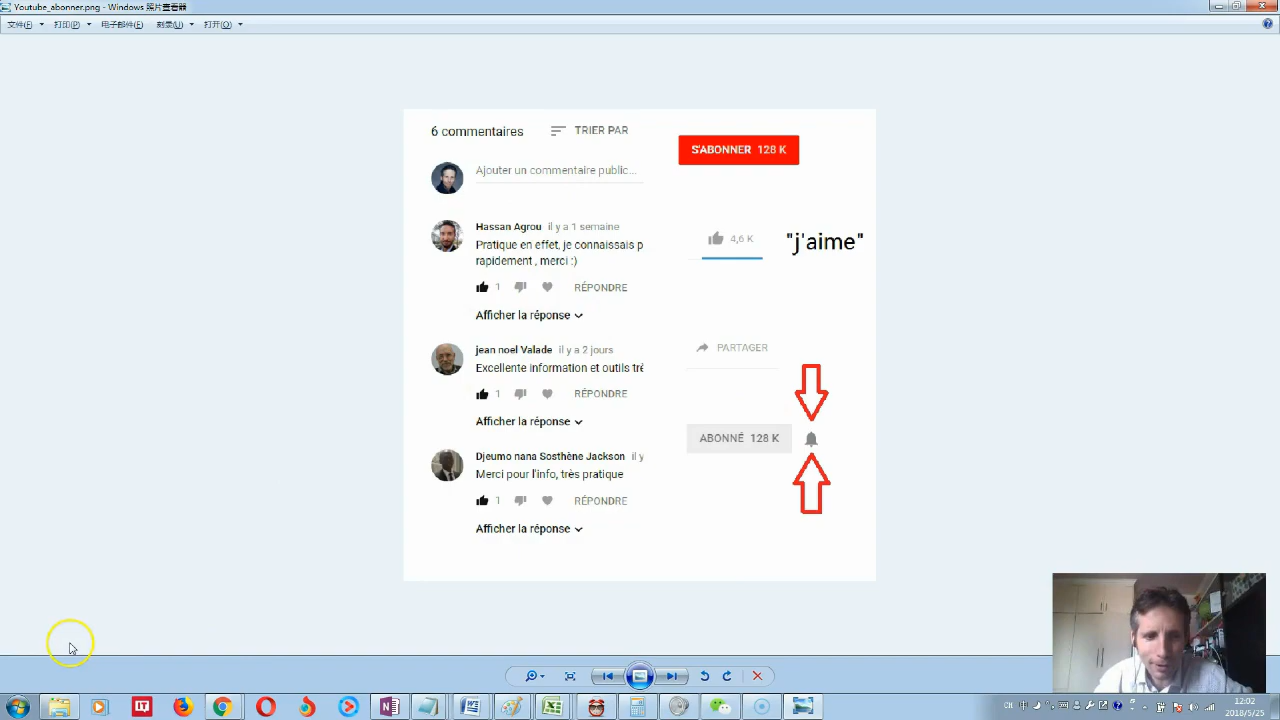 Youtube_abonner.png - Windows 照片查看器
文件(F) 打印(P) 电子邮件(E) 刻录(U) 打开(O)
6 commentaires
TRIER PAR
Ajouter un commentaire public...
Hassan Agrou il y a 1 semaine
Pratique en effet, je connaissais p
rapidement , merci :)
1 RÉPONDRE
Afficher la réponse
jean noel Valade il y a 2 jours
Excellente information et outils trè
1 RÉPONDRE
Afficher la réponse
Djeumo nana Sosthène Jackson il y
Merci pour l'info, très pratique
1 RÉPONDRE
Afficher la réponse
S'ABONNER 128 K
4,6 K
"j'aime"
PARTAGER
ABONNÉ 128 K
CH 中
12:02
2018/5/25